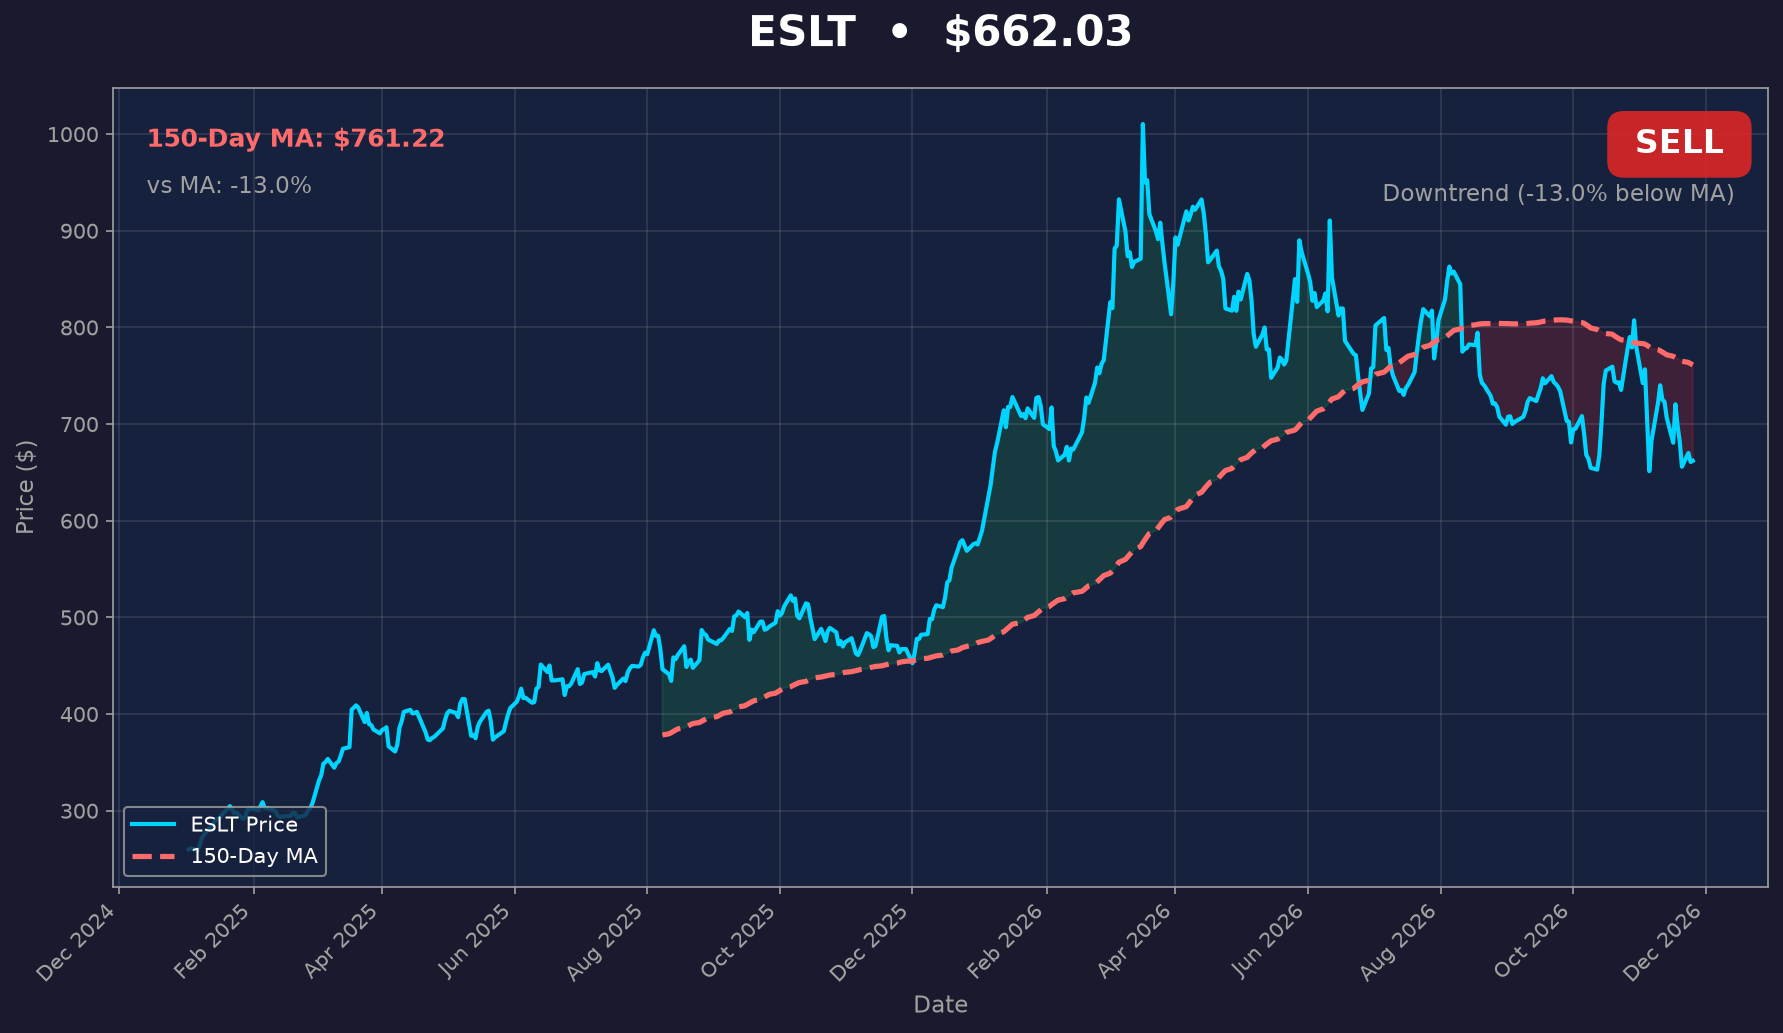 ESLT • $662.03
150-Day MA: $761.22
vs MA: -13.0%
SELL
Downtrend (-13.0% below MA)
Price ($)
1000
900
800
700
600
500
400
300
ESLT Price
150-Day MA
Dec 2024
Feb 2025
Apr 2025
Jun 2025
Aug 2025
Oct 2025
Dec 2025
Feb 2026
Apr 2026
Jun 2026
Aug 2026
Oct 2026
Dec 2026
Date